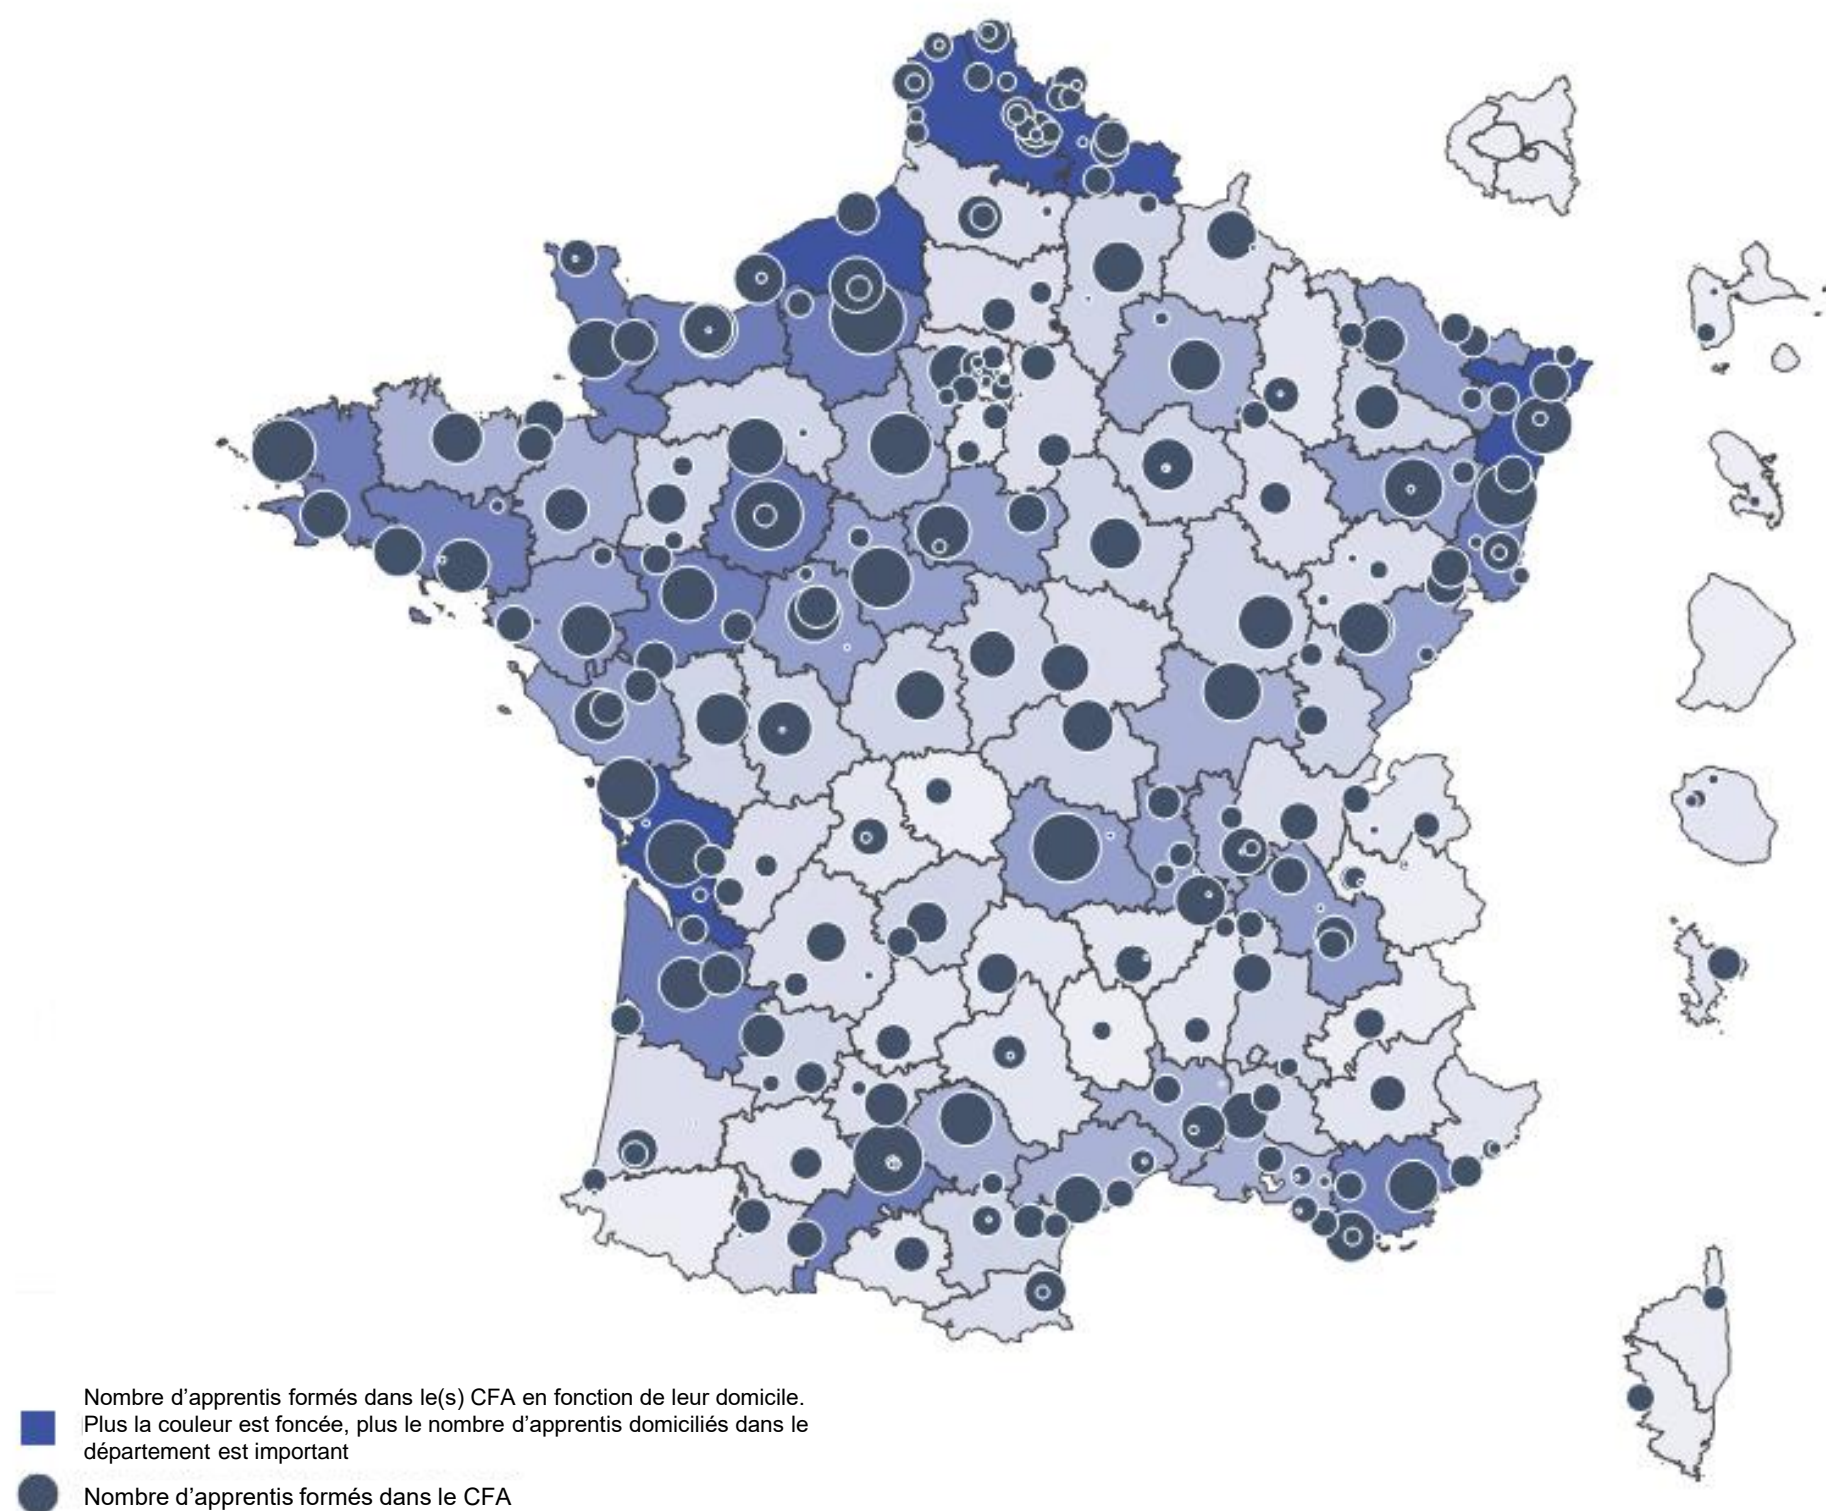 Nombre d’apprentis formés dans le(s) CFA en fonction de leur domicile.
Plus la couleur est foncée, plus le nombre d’apprentis domiciliés dans le
département est important
Nombre d’apprentis formés dans le CFA